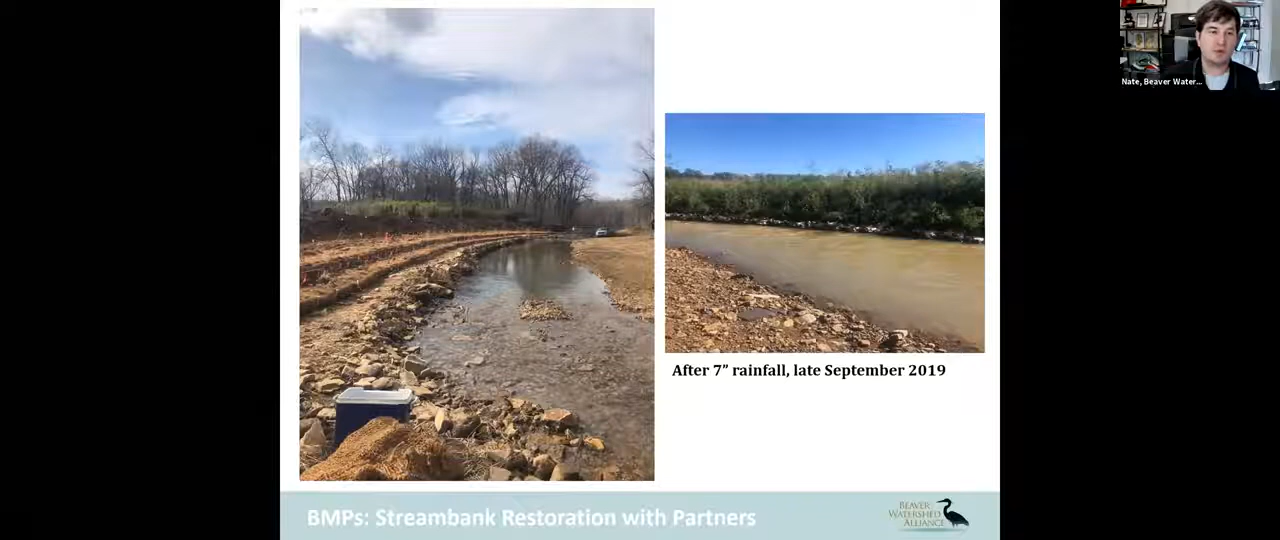 Nate, Beaver Water...
After 7” rainfall, late September 2019
BMPs: Streambank Restoration with Partners
BEAVER
WATERSHED
ALLIANCE